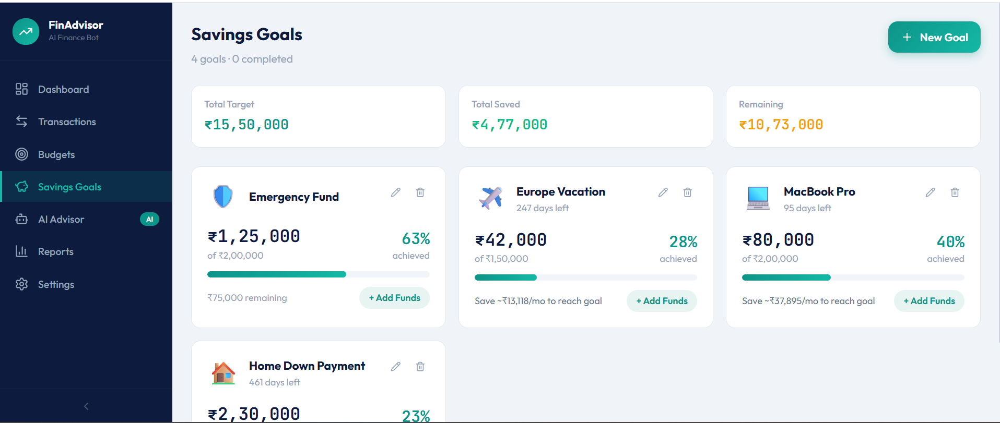 FinAdvisor
AI Finance Bot
Dashboard
Transactions
Budgets
Savings Goals
AI Advisor AI
Reports
Settings
Savings Goals
4 goals · 0 completed
+ New Goal
Total Target
₹15,50,000
Total Saved
₹4,77,000
Remaining
₹10,73,000
Emergency Fund
₹1,25,000 63%
of ₹2,00,000 achieved
₹75,000 remaining + Add Funds
Europe Vacation
247 days left
₹42,000 28%
of ₹1,50,000 achieved
Save ~₹13,118/mo to reach goal + Add Funds
MacBook Pro
95 days left
₹80,000 40%
of ₹2,00,000 achieved
Save ~₹37,895/mo to reach goal + Add Funds
Home Down Payment
461 days left
₹2,30,000 23%